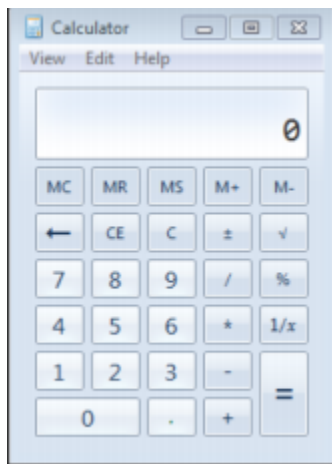 Calculator
View Edit Help
0
MC MR MS M+ M-
← CE C ± √
7 8 9 / %
4 5 6 * 1/x
1 2 3 - =
0 . +